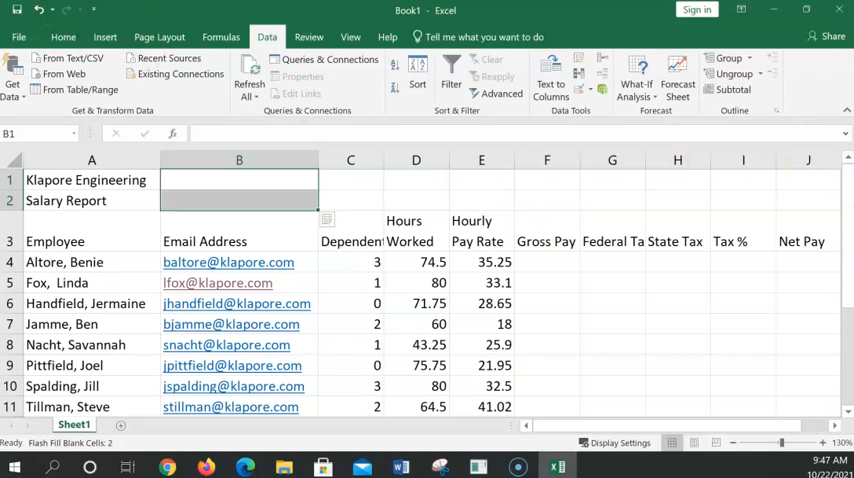 Book1 - Excel
Sign in
File Home Insert Page Layout Formulas Data Review View Help Tell me what you want to do Share
Get Data
From Text/CSV
From Web
From Table/Range
Recent Sources
Existing Connections
Get & Transform Data
Refresh All
Queries & Connections
Properties
Edit Links
Queries & Connections
Sort
Filter
Clear
Reapply
Advanced
Sort & Filter
Text to Columns
Data Tools
What-If Analysis
Forecast Sheet
Forecast
Group
Ungroup
Subtotal
Outline
B1 fx
A B C D E F G H I J
1 Klapore Engineering
2 Salary Report
3 Employee Email Address Dependent Hours Worked Hourly Pay Rate Gross Pay Federal Ta State Tax Tax % Net Pay
4 Altore, Benie baltore@klapore.com 3 74.5 35.25
5 Fox, Linda lfox@klapore.com 1 80 33.1
6 Handfield, Jermaine jhandfield@klapore.com 0 71.75 28.65
7 Jamme, Ben bjamme@klapore.com 2 60 18
8 Nacht, Savannah snacht@klapore.com 1 43.25 25.9
9 Pittfield, Joel jpittfield@klapore.com 0 75.75 21.95
10 Spalding, Jill jspalding@klapore.com 3 80 32.5
11 Tillman, Steve stillman@klapore.com 2 64.5 41.02
Sheet1
Ready Flash Fill Blank Cells: 2 Display Settings 130%
9:47 AM
10/22/2021